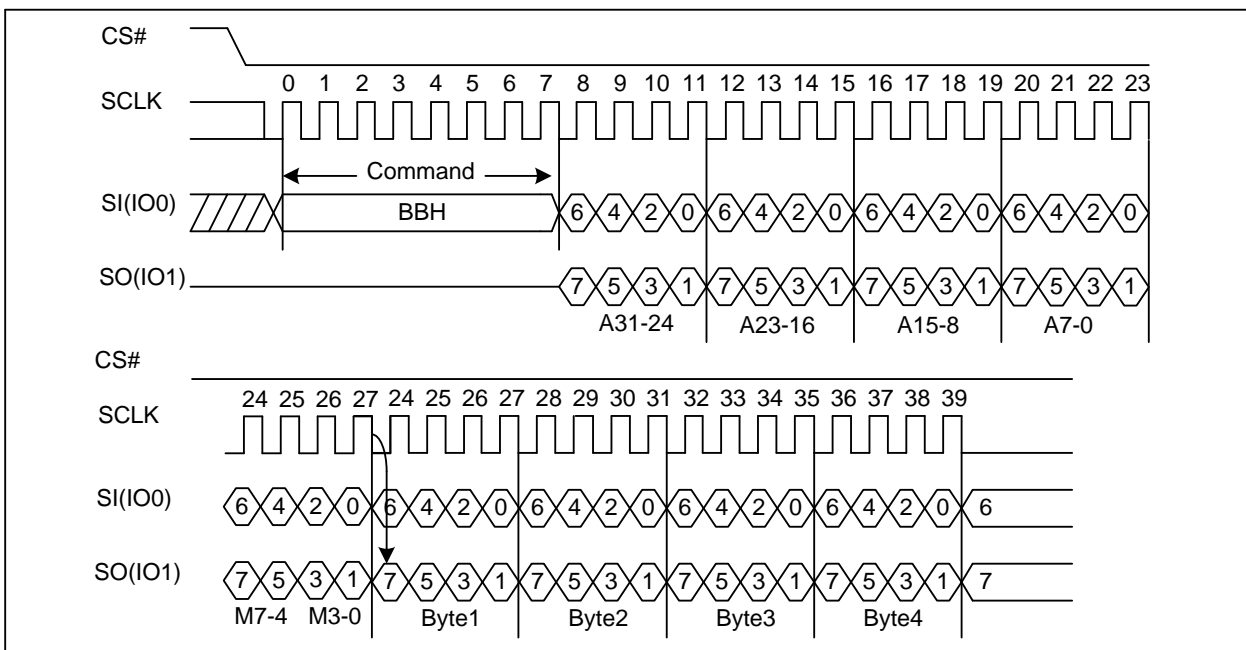 CS#
0 1 2 3 4 5 6 7 8 9 10 11 12 13 14 15 16 17 18 19 20 21 22 23
SCLK
Command
SI(IO0) BBH 6 4 2 0 6 4 2 0 6 4 2 0 6 4 2 0
SO(IO1) 7 5 3 1 7 5 3 1 7 5 3 1 7 5 3 1
A31-24 A23-16 A15-8 A7-0
CS#
24 25 26 27 24 25 26 27 28 29 30 31 32 33 34 35 36 37 38 39
SCLK
SI(IO0) 6 4 2 0 6 4 2 0 6 4 2 0 6 4 2 0 6 4 2 0 6
SO(IO1) 7 5 3 1 7 5 3 1 7 5 3 1 7 5 3 1 7 5 3 1 7
M7-4 M3-0 Byte1 Byte2 Byte3 Byte4